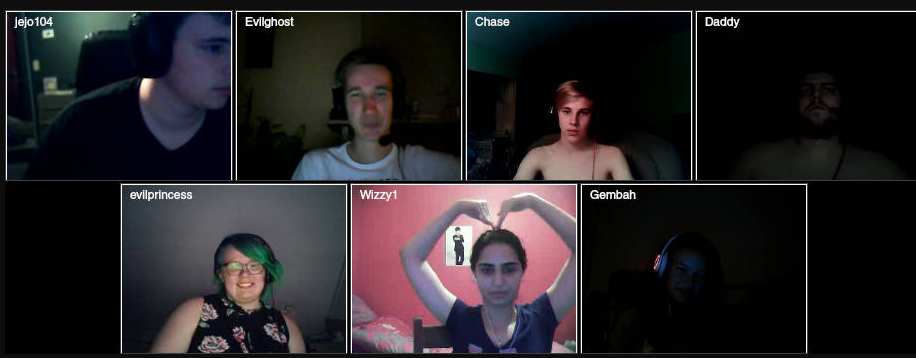 jejo104
Evilghost
Chase
Daddy
evilprincess
Wizzy1
Gembah